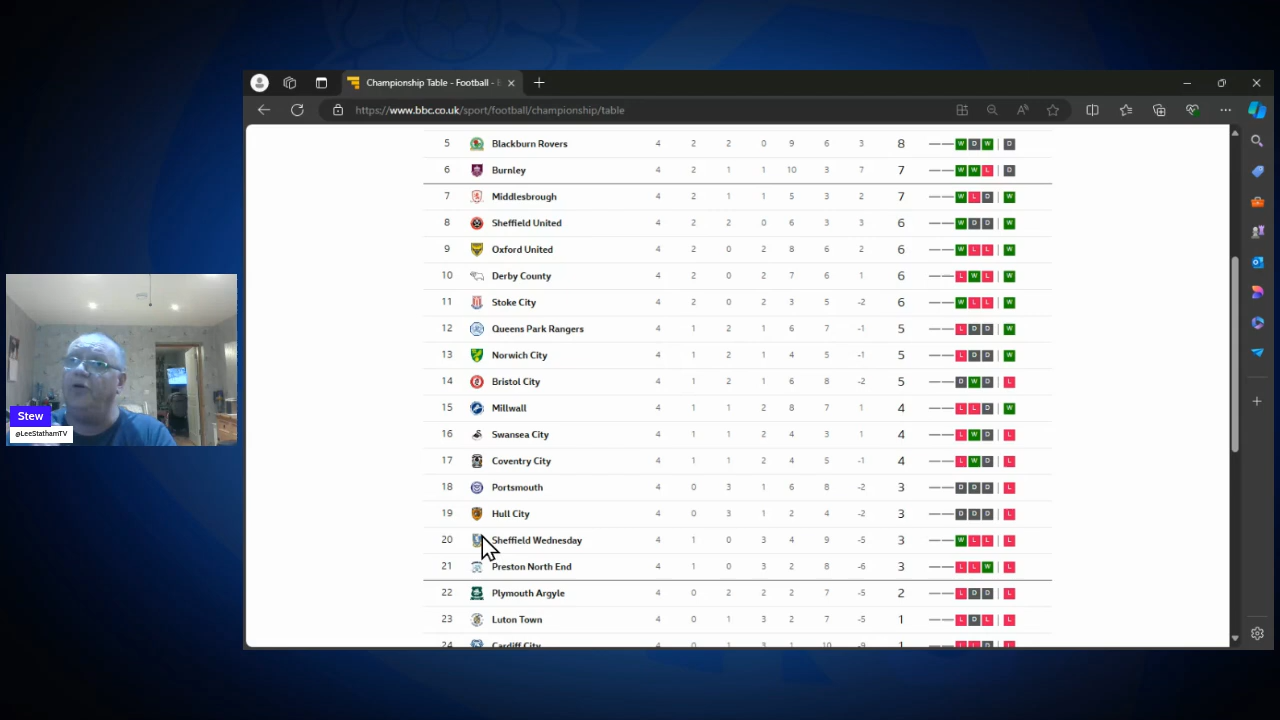 Championship Table - Football -
https://www.bbc.co.uk/sport/football/championship/table
5 Blackburn Rovers 4 2 2 0 9 6 3 8 W D W D
6 Burnley 4 2 1 1 10 3 7 7 W W L D
7 Middlesbrough 4 2 1 1 5 3 2 7 W L D W
8 Sheffield United 4 2 2 0 6 3 3 6 W D D W
9 Oxford United 4 2 0 2 8 6 2 6 W L L W
10 Derby County 4 2 0 2 7 6 1 6 L W L W
11 Stoke City 4 2 0 2 3 5 -2 6 W L L W
12 Queens Park Rangers 4 1 2 1 6 7 -1 5 L D D W
13 Norwich City 4 1 2 1 4 5 -1 5 L D D W
14 Bristol City 4 1 2 1 6 8 -2 5 D W D L
15 Millwall 4 1 1 2 8 7 1 4 L L D W
16 Swansea City 4 1 1 2 4 3 1 4 L W D L
17 Coventry City 4 1 1 2 4 5 -1 4 L W D L
18 Portsmouth 4 0 3 1 6 8 -2 3 D D D L
19 Hull City 4 0 3 1 2 4 -2 3 D D D L
20 Sheffield Wednesday 4 1 0 3 4 9 -5 3 W L L L
21 Preston North End 4 1 0 3 2 8 -6 3 L L W L
22 Plymouth Argyle 4 0 2 2 2 7 -5 2 L D D L
23 Luton Town 4 0 1 3 2 7 -5 1 L D L L
24 Cardiff City 4 0 1 3 1 10 -9 1 L L D L
Stew
@LeeStathamTV